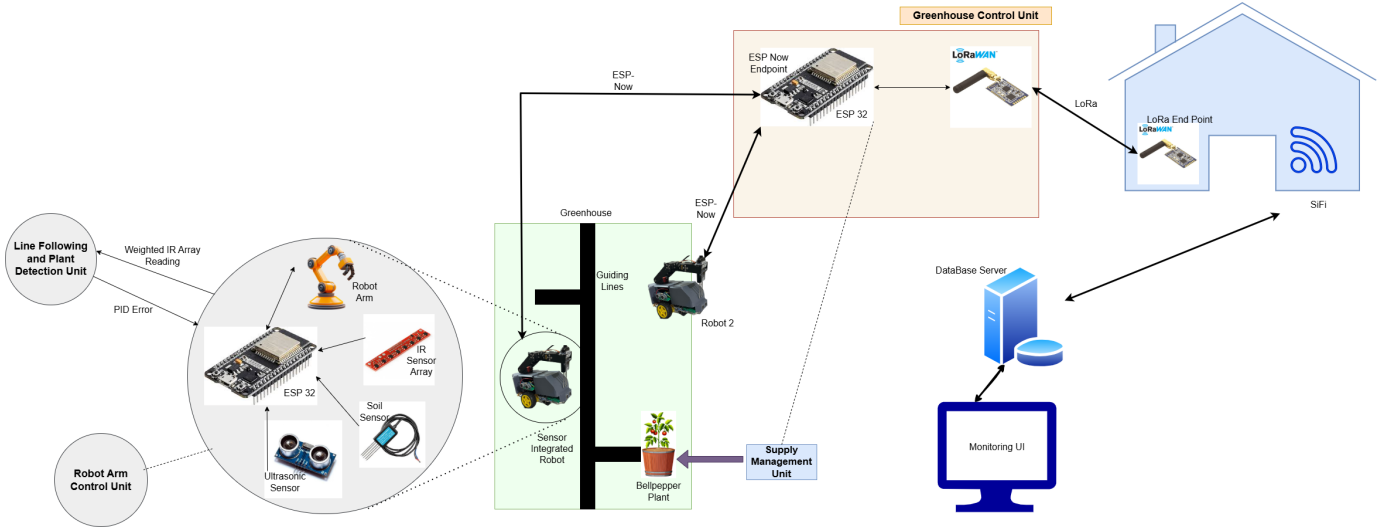 Greenhouse Control Unit
ESP Now
Endpoint
LoRaWAN
ESP 32
ESP-
Now
LoRa
LoRa End Point
LoRaWAN
SiFi
ESP-
Now
Greenhouse
Guiding
Lines
Robot 2
Line Following
and Plant
Detection Unit
Weighted IR Array
Reading
PID Error
Robot
Arm
IR
Sensor
Array
ESP 32
Soil
Sensor
Ultrasonic
Sensor
Robot Arm
Control Unit
Sensor
Integrated
Robot
Bellpepper
Plant
Supply
Management
Unit
DataBase Server
Monitoring UI